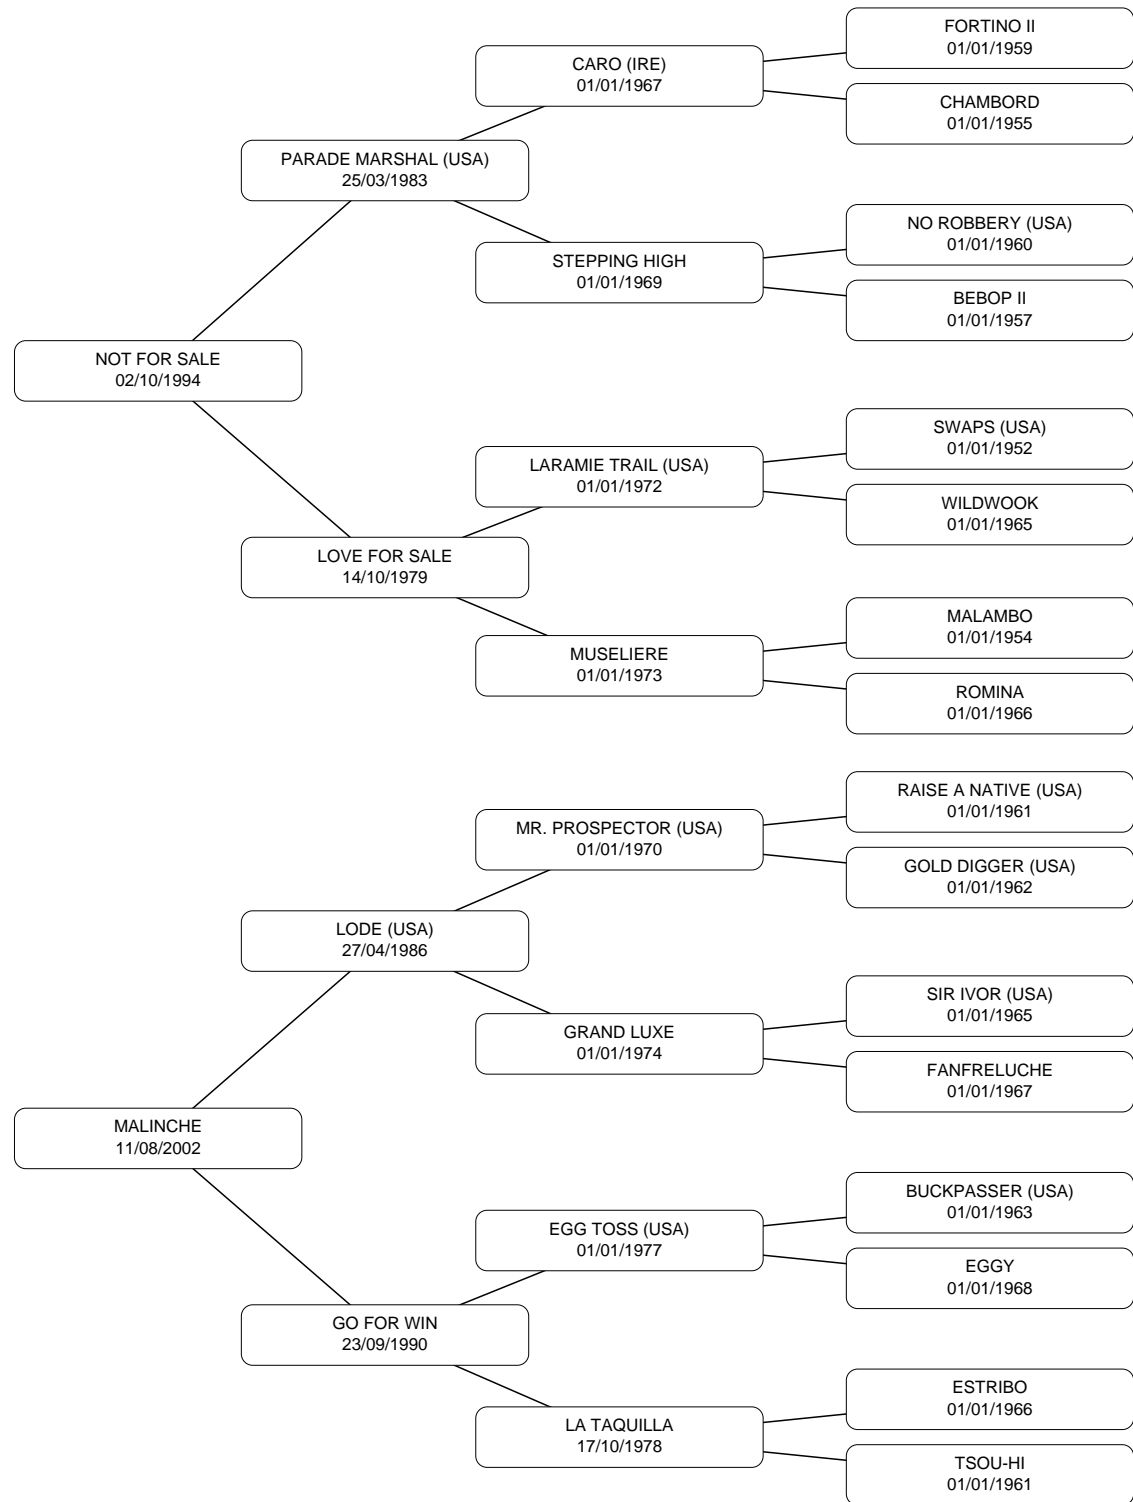 FORTINO II
01/01/1959
CARO (IRE)
01/01/1967
CHAMBORD
01/01/1955
PARADE MARSHAL (USA)
25/03/1983
NO ROBBERY (USA)
01/01/1960
STEPPING HIGH
01/01/1969
BEBOP II
01/01/1957
NOT FOR SALE
02/10/1994
SWAPS (USA)
01/01/1952
LARAMIE TRAIL (USA)
01/01/1972
WILDWOOK
01/01/1965
LOVE FOR SALE
14/10/1979
MALAMBO
01/01/1954
MUSELIERE
01/01/1973
ROMINA
01/01/1966
RAISE A NATIVE (USA)
01/01/1961
MR. PROSPECTOR (USA)
01/01/1970
GOLD DIGGER (USA)
01/01/1962
LODE (USA)
27/04/1986
SIR IVOR (USA)
01/01/1965
GRAND LUXE
01/01/1974
FANFRELUCHE
01/01/1967
MALINCHE
11/08/2002
BUCKPASSER (USA)
01/01/1963
EGG TOSS (USA)
01/01/1977
EGGY
01/01/1968
GO FOR WIN
23/09/1990
ESTRIBO
01/01/1966
LA TAQUILLA
17/10/1978
TSOU-HI
01/01/1961